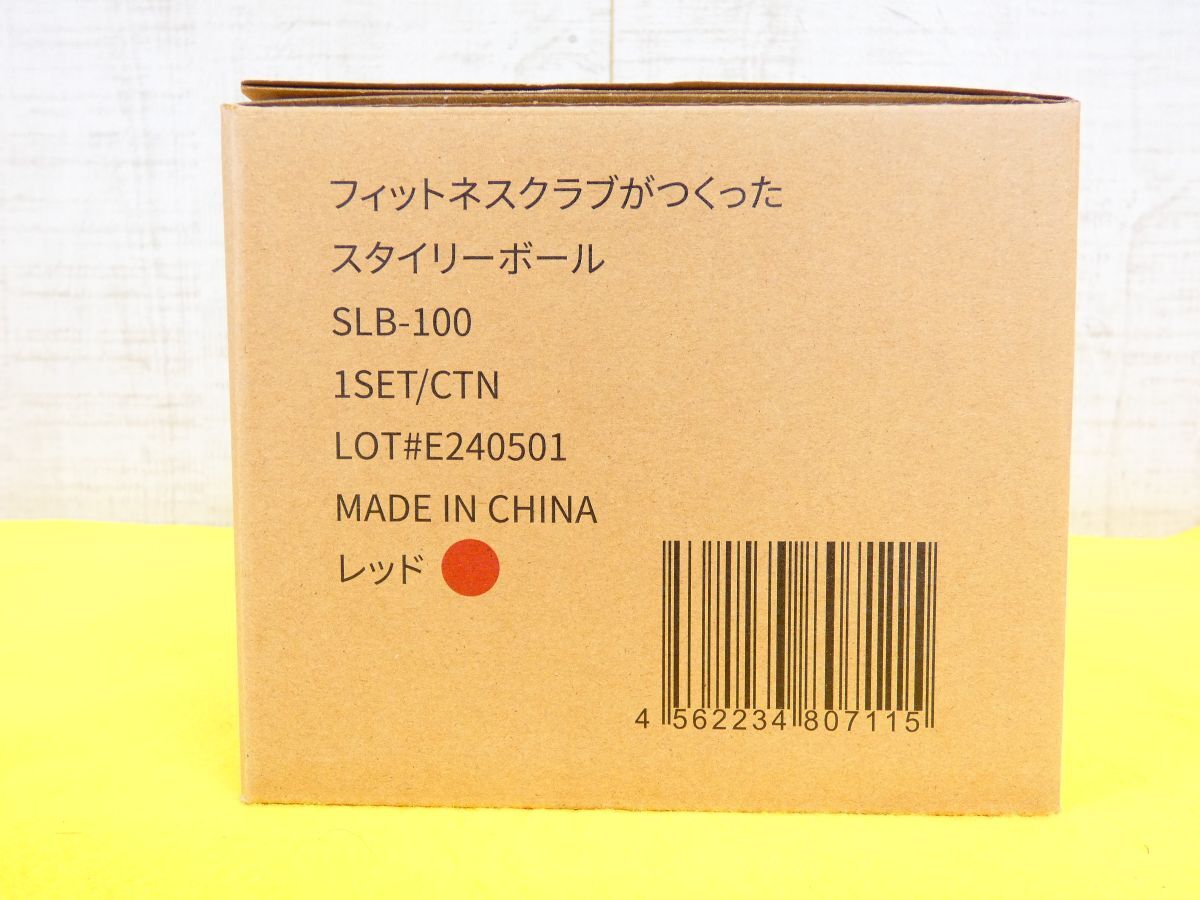 フィットネスクラブがつくった
スタイリーボール
SLB-100
1SET/CTN
LOT#E240501
MADE IN CHINA
レッド
4 562234 807115